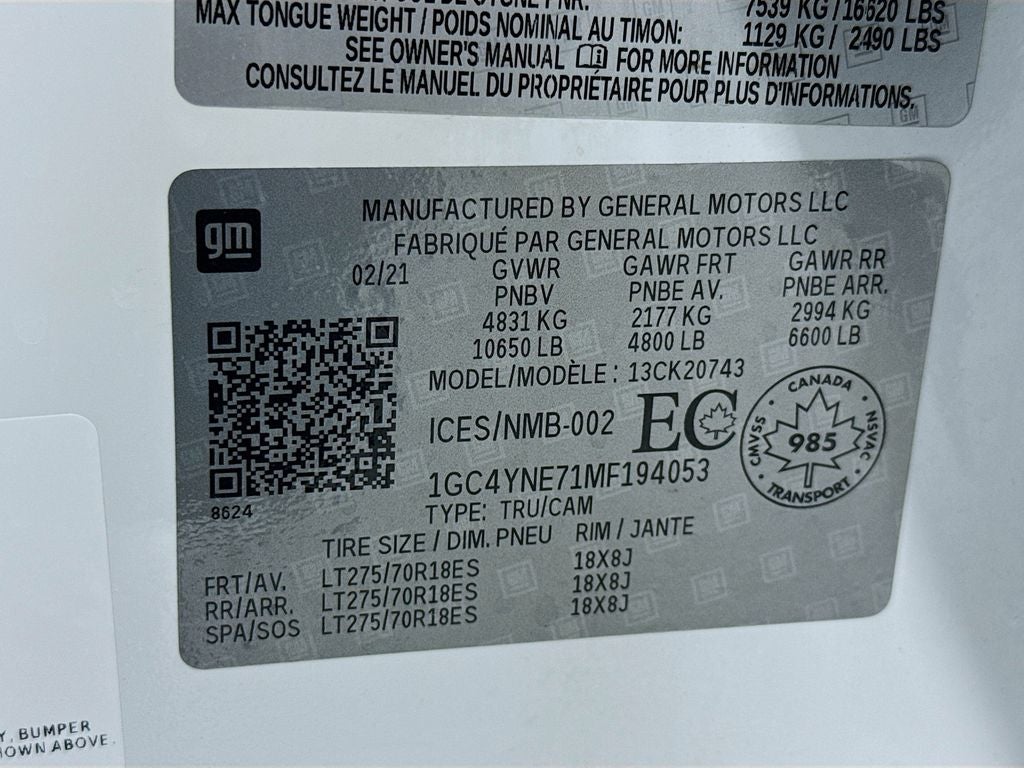 7539 KG/16620 LBS
MAX TONGUE WEIGHT / POIDS NOMINAL AU TIMON: 1129 KG/ 2490 LBS
SEE OWNER'S MANUAL FOR MORE INFORMATION
CONSULTEZ LE MANUEL DU PROPRIÉTAIRE POUR PLUS D'INFORMATIONS.
gm
MANUFACTURED BY GENERAL MOTORS LLC
FABRIQUÉ PAR GENERAL MOTORS LLC
02/21 GVWR GAWR FRT GAWR RR
PNBV PNBE AV. PNBE ARR.
4831 KG 2177 KG 2994 KG
10650 LB 4800 LB 6600 LB
MODEL/MODÈLE : 13CK20743
ICES/NMB-002 EC
CANADA
CMVSS 985 NSVAC
TRANSPORT
1GC4YNE71MF194053
8624
TYPE: TRU/CAM
TIRE SIZE / DIM. PNEU RIM / JANTE
FRT/AV. LT275/70R18ES 18X8J
RR/ARR. LT275/70R18ES 18X8J
SPA/SOS LT275/70R18ES 18X8J
Y, BUMPER
OWN ABOVE.